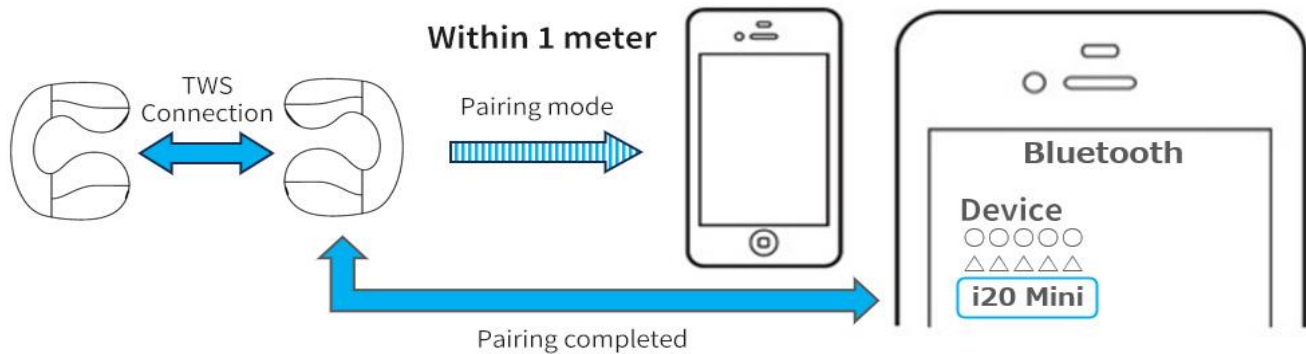 Within 1 meter
TWS
Connection
Pairing mode
Bluetooth
Device
○○○○○
△△△△△
i20 Mini
Pairing completed